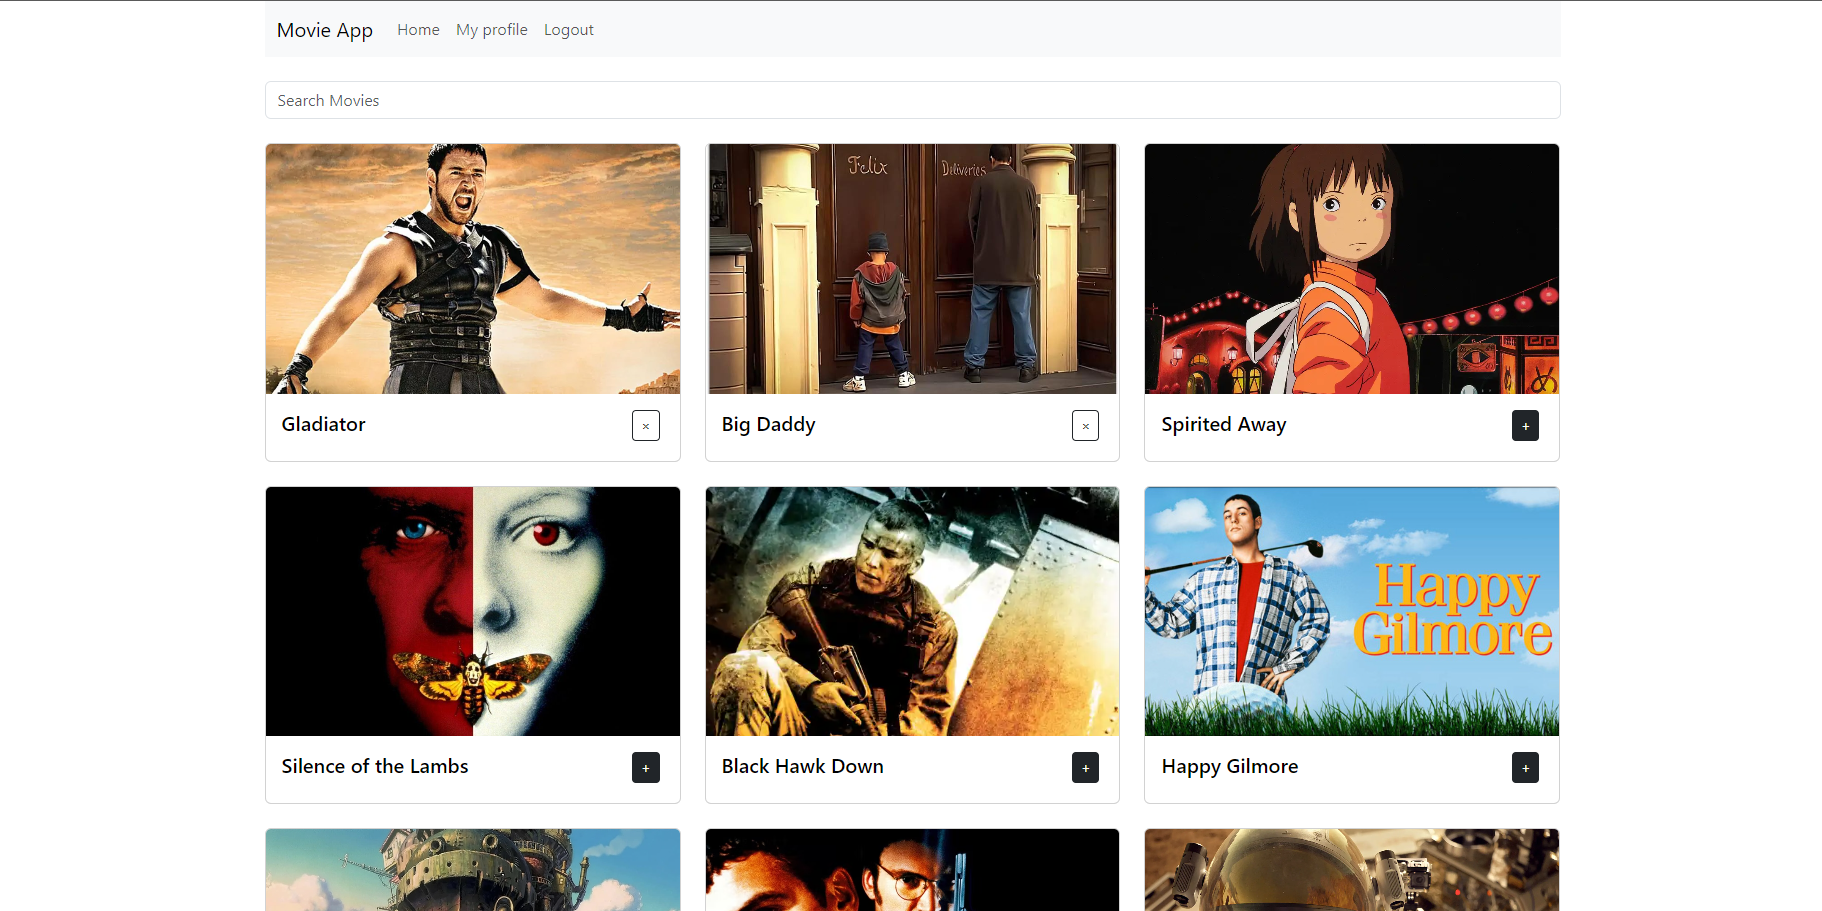 Movie App Home My profile Logout
Search Movies
Felix Deliveries
Gladiator ×
Big Daddy ×
Spirited Away +
Happy
Gilmore
Silence of the Lambs +
Black Hawk Down +
Happy Gilmore +